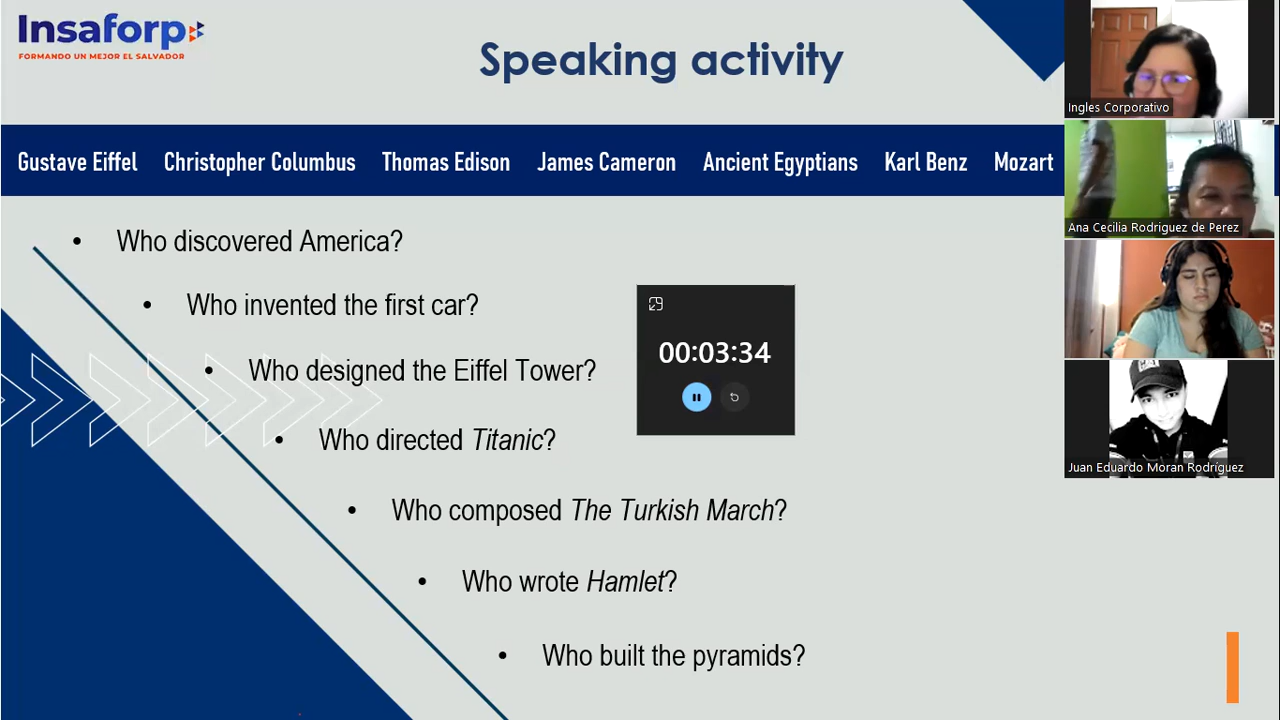 Insaforp
FORMANDO UN MEJOR EL SALVADOR
Speaking activity
Gustave Eiffel Christopher Columbus Thomas Edison James Cameron Ancient Egyptians Karl Benz Mozart
• Who discovered America?
• Who invented the first car?
• Who designed the Eiffel Tower?
• Who directed Titanic?
• Who composed The Turkish March?
• Who wrote Hamlet?
• Who built the pyramids?
00:03:34
Ingles Corporativo
Ana Cecilia Rodriguez de Perez
Juan Eduardo Moran Rodríguez